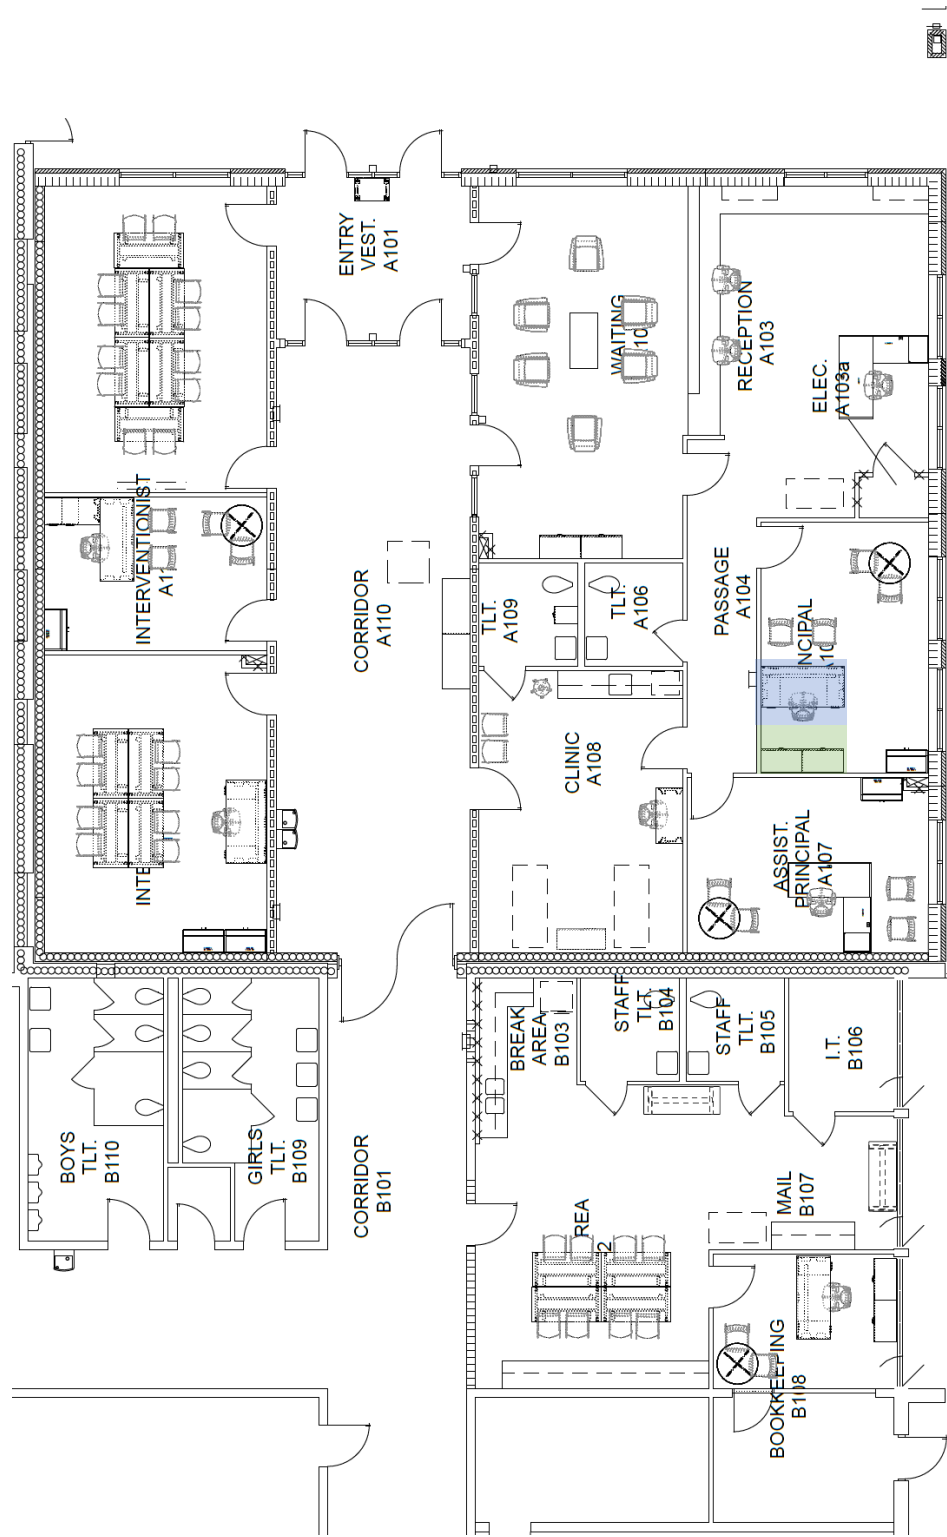 ENTRY
VEST.
A101
WAITING
RECEPTION
A103
ELEC.
A103a
INTERVENTIONIST
CORRIDOR
A110
TLT.
A109
TLT.
A106
PASSAGE
A104
CLINIC
A108
ASSIST.
PRINCIPAL
A107
BREAK
AREA
B103
STAFF
TLT.
B104
STAFF
TLT.
B105
I.T.
B106
BOYS
TLT.
B110
GIRLS
TLT.
B109
CORRIDOR
B101
MAIL
B107
BOOKKEEPING
B108